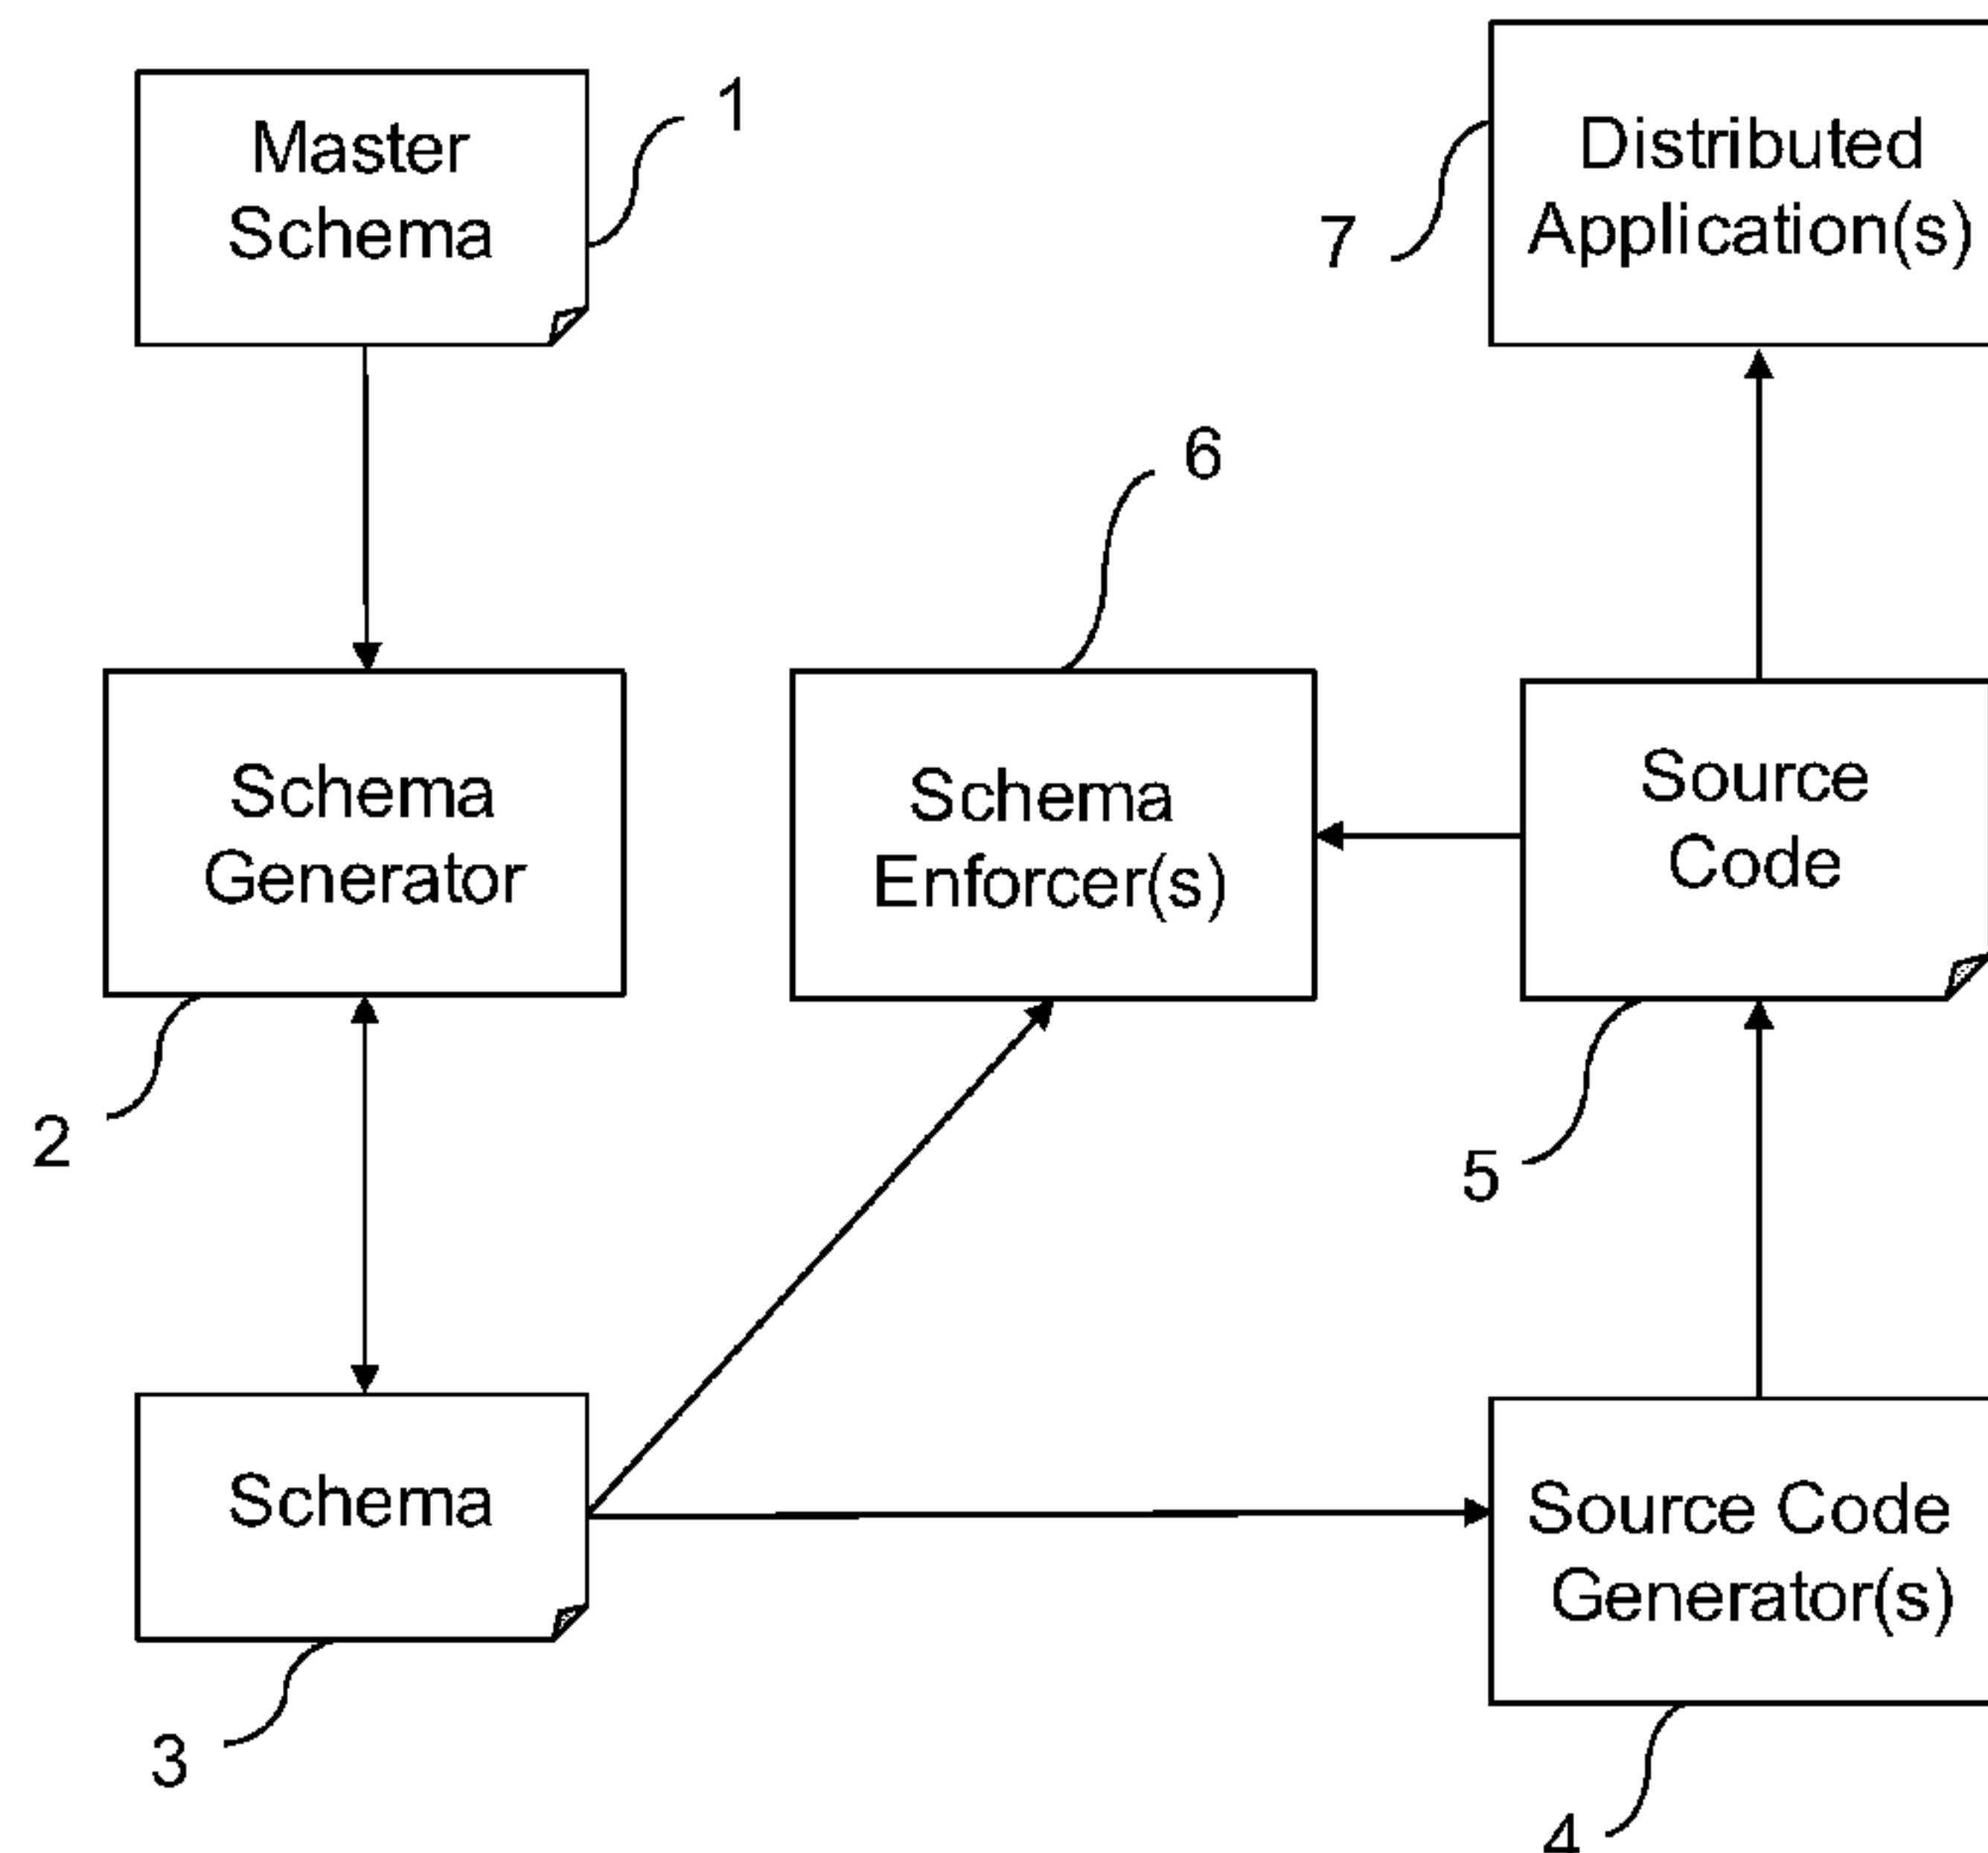 Master
Schema
1
Distributed
Application(s)
7
6
Schema
Generator
Schema
Enforcer(s)
Source
Code
2
5
Schema
Source Code
Generator(s)
3
4